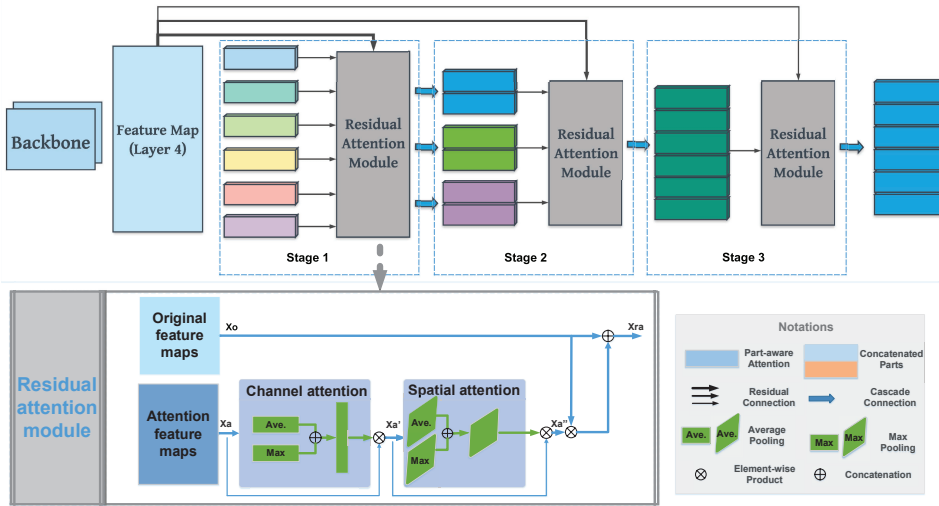 Backbone
Feature Map
(Layer 4)
Residual
Attention
Module
Stage 1
Residual
Attention
Module
Stage 2
Residual
Attention
Module
Stage 3
Residual
attention
module
Original
feature
maps
Xo
Xra
Attention
feature
maps
Xa
Channel attention
Ave.
Max
Xa'
Spatial attention
Ave.
Max
Xa''
Notations
Part-aware
Attention
Concatenated
Parts
Residual
Connection
Cascade
Connection
Ave.
Ave.
Average
Pooling
Max
Max
Max
Pooling
Element-wise
Product
Concatenation